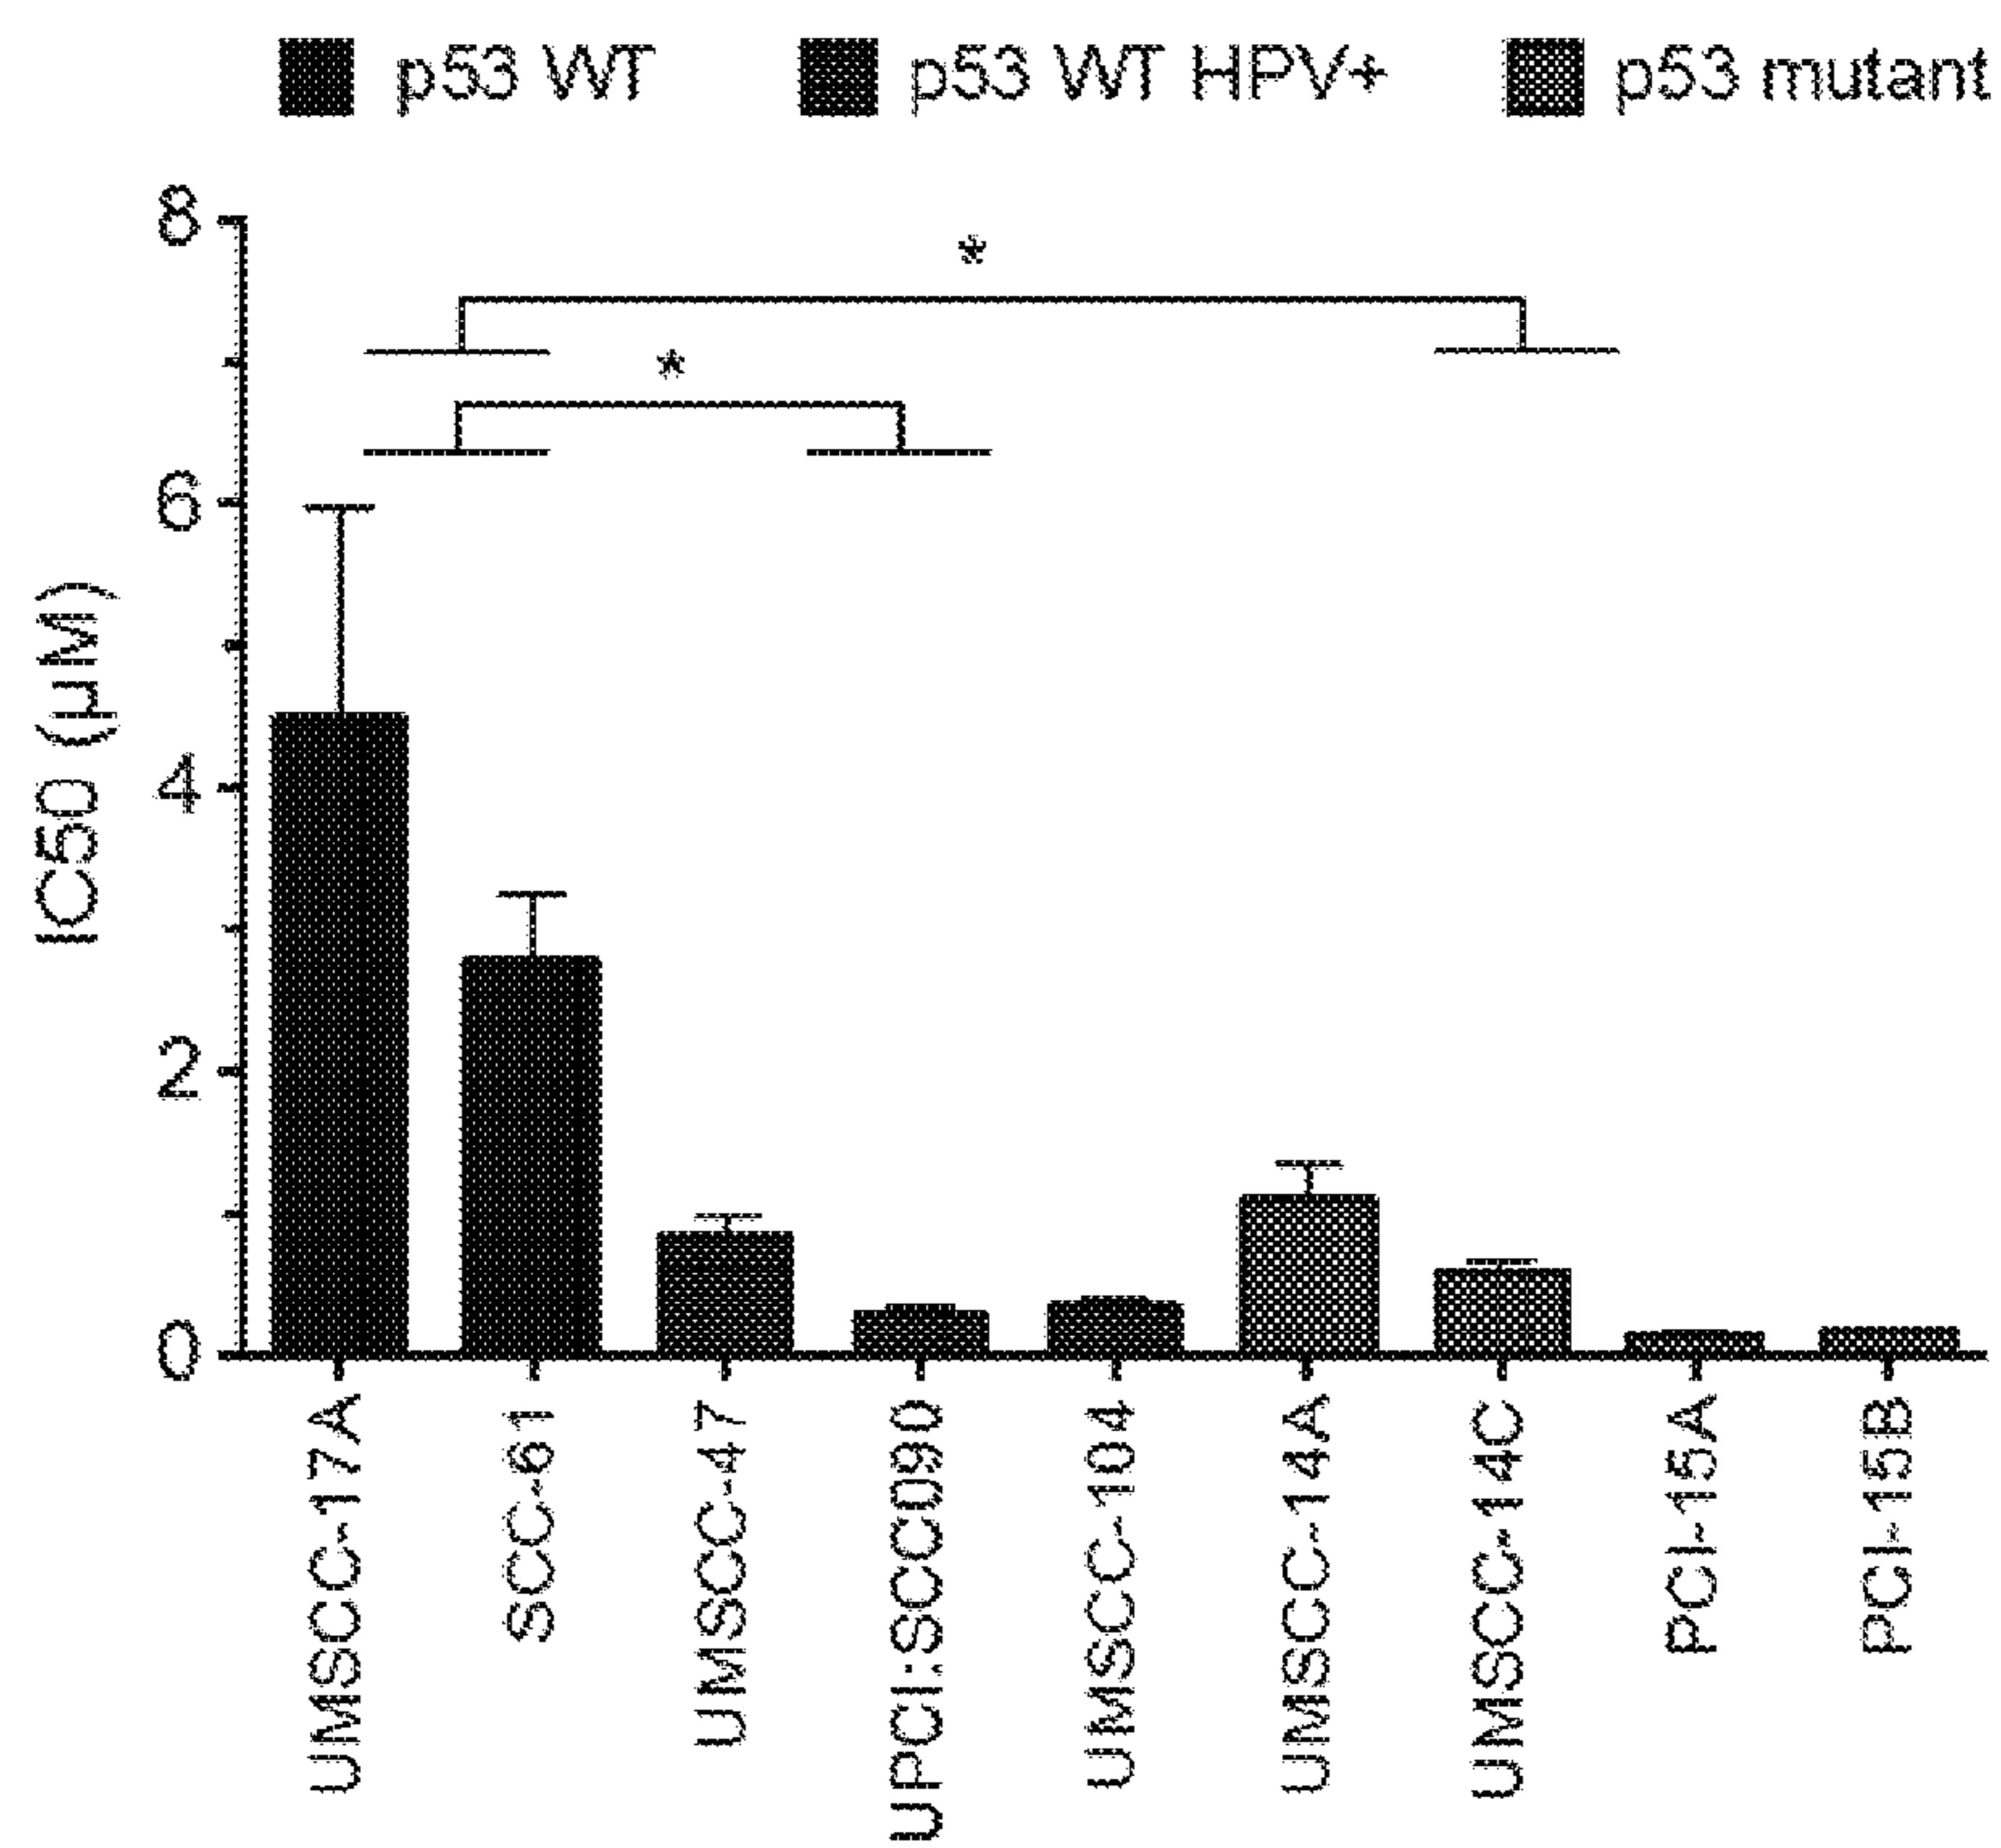 p53 WT p53 WT HPV+ p53 mutant
8
*
*
6
4
2
0
IC50 (µM)
UMSCC-17A
SCC-61
UMSCC-47
UPCI:SCC090
UMSCC-104
UMSCC-14A
UMSCC-14C
PCI-15A
PCI-15B